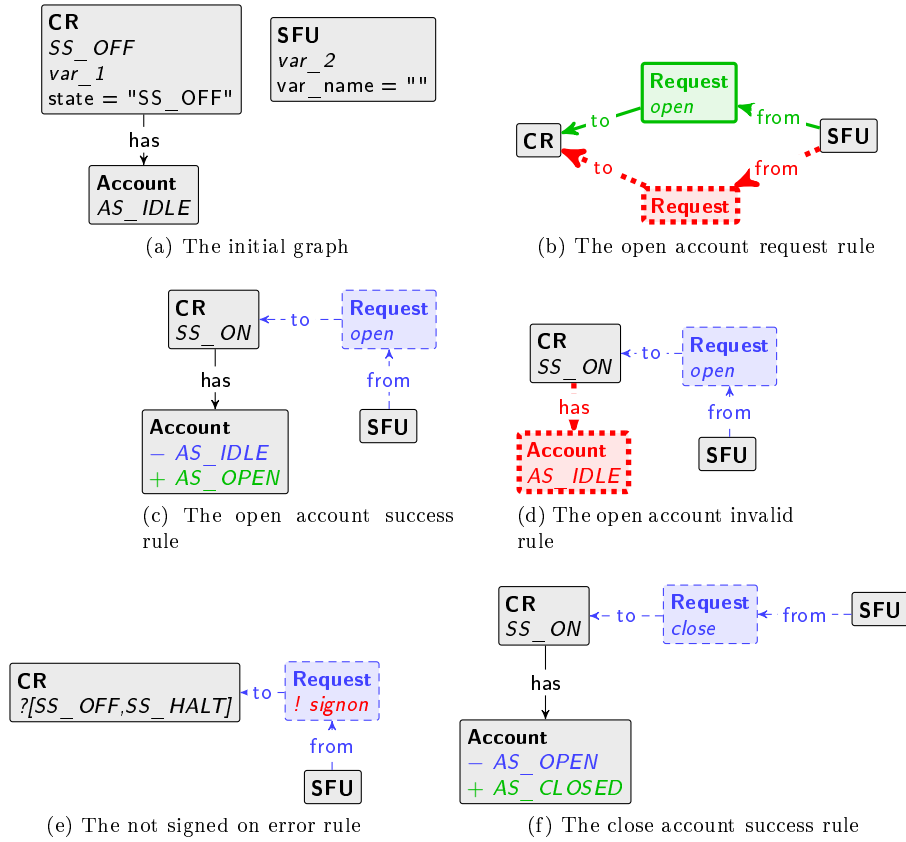 CR
SS_OFF
var_1
state = "SS_OFF"
has
Account
AS_IDLE
SFU
var_2
var_name = ""
(a) The initial graph
Request
open
to
from
CR
SFU
to
from
Request
(b) The open account request rule
CR
SS_ON
to
Request
open
has
from
Account
− AS_IDLE
+ AS_OPEN
SFU
(c) The open account success
rule
CR
SS_ON
to
Request
open
has
from
Account
AS_IDLE
SFU
(d) The open account invalid
rule
CR
?[SS_OFF,SS_HALT]
to
Request
! signon
from
SFU
(e) The not signed on error rule
CR
SS_ON
to
Request
close
from
SFU
has
Account
− AS_OPEN
+ AS_CLOSED
(f) The close account success rule